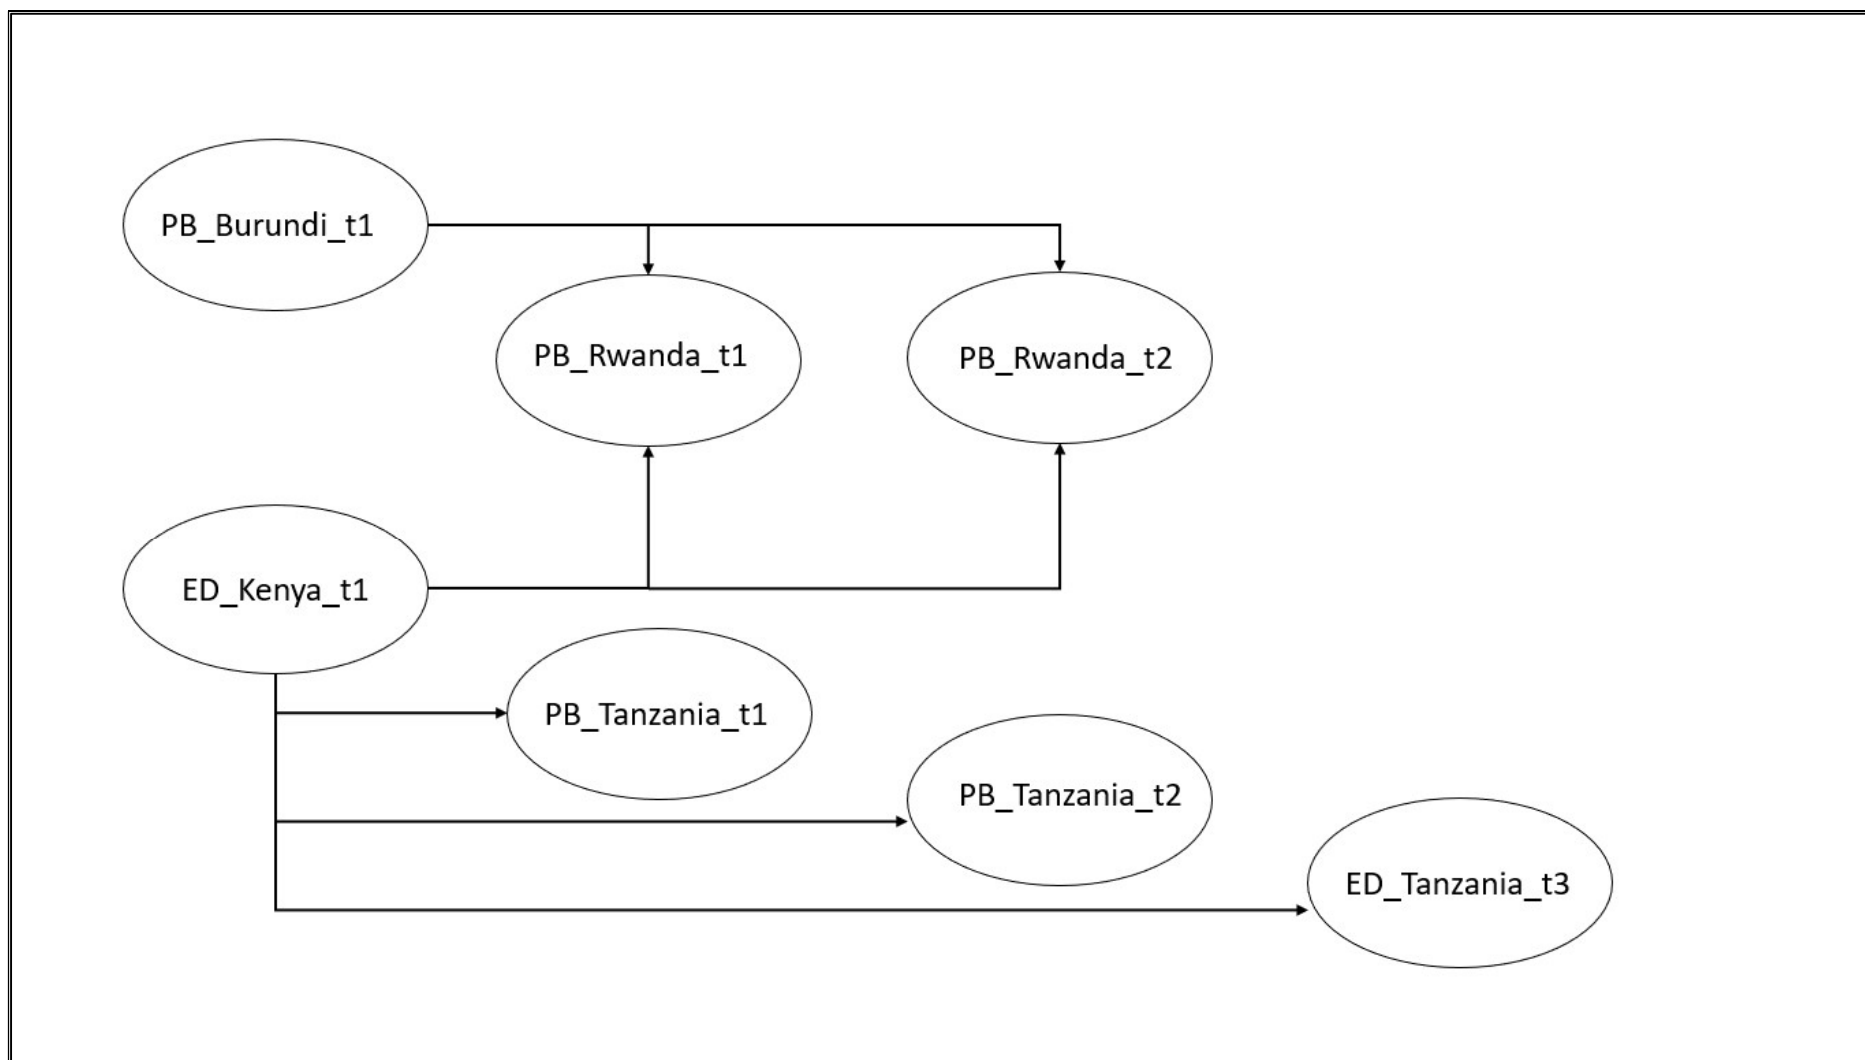 PB_Burundi_t1
PB_Rwanda_t1
PB_Rwanda_t2
ED_Kenya_t1
PB_Tanzania_t1
PB_Tanzania_t2
ED_Tanzania_t3